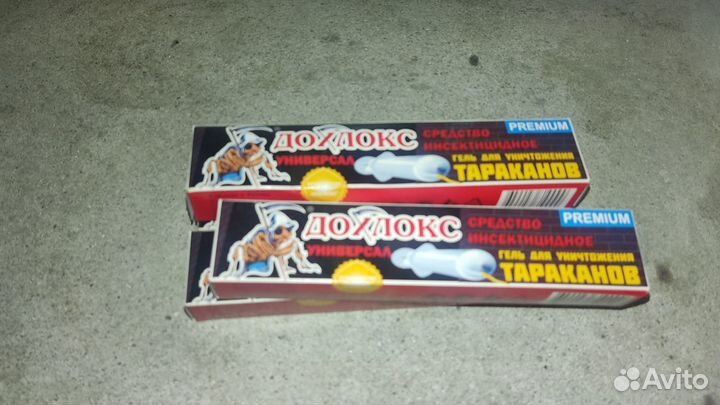 PREMIUM
ДОХЛОКС
УНИВЕРСАЛ
СРЕДСТВО
ИНСЕКТИЦИДНОЕ
ГЕЛЬ ДЛЯ УНИЧТОЖЕНИЯ
ТАРАКАНОВ
PREMIUM
ДОХЛОКС
УНИВЕРСАЛ
СРЕДСТВО
ИНСЕКТИЦИДНОЕ
ГЕЛЬ ДЛЯ УНИЧТОЖЕНИЯ
ТАРАКАНОВ
Avito